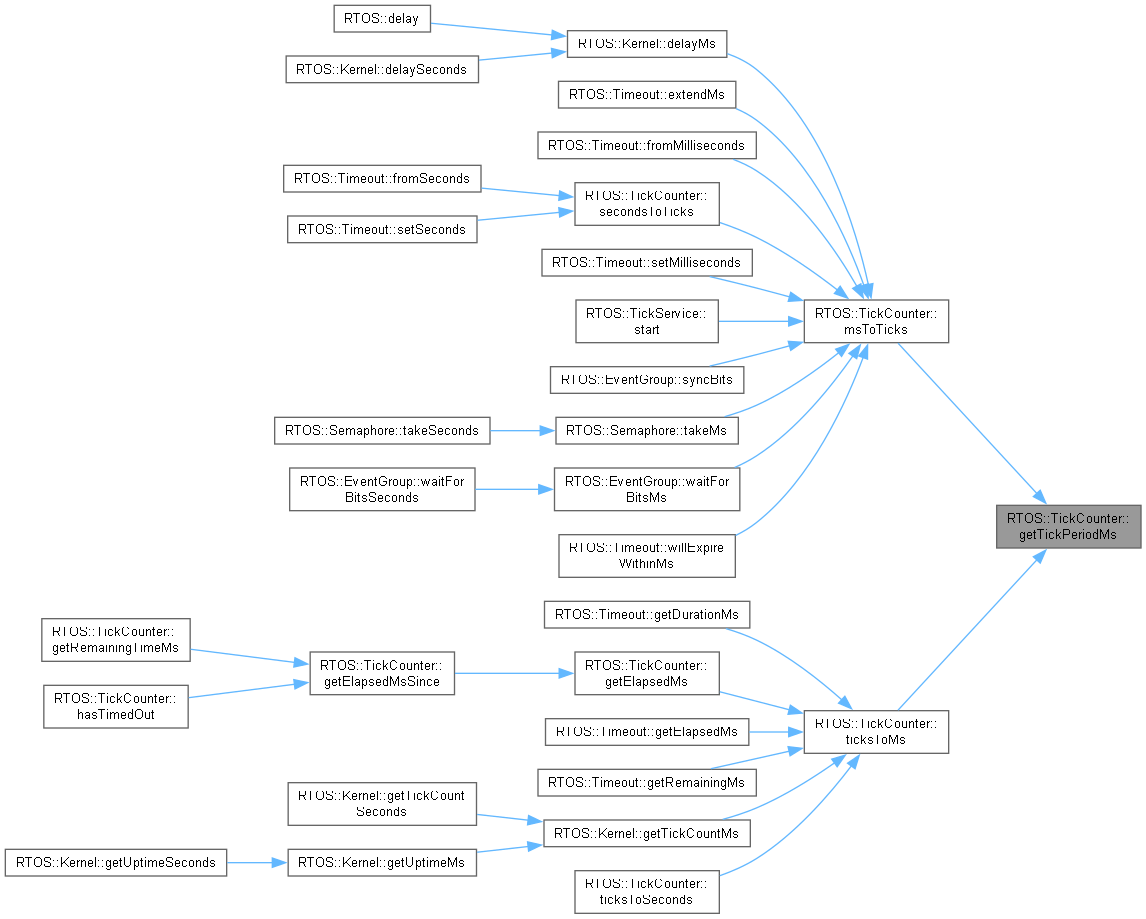 RTOS::delay
RTOS::Kernel::delayMs
RTOS::Kernel::delaySeconds
RTOS::Timeout::extendMs
RTOS::Timeout::fromMilliseconds
RTOS::Timeout::fromSeconds
RTOS::TickCounter::
secondsToTicks
RTOS::Timeout::setSeconds
RTOS::Timeout::setMilliseconds
RTOS::TickService::
start
RTOS::TickCounter::
msToTicks
RTOS::EventGroup::syncBits
RTOS::Semaphore::takeSeconds
RTOS::Semaphore::takeMs
RTOS::EventGroup::waitFor
BitsSeconds
RTOS::EventGroup::waitFor
BitsMs
RTOS::TickCounter::
getTickPeriodMs
RTOS::Timeout::willExpire
WithinMs
RTOS::Timeout::getDurationMs
RTOS::TickCounter::
getRemainingTimeMs
RTOS::TickCounter::
getElapsedMsSince
RTOS::TickCounter::
getElapsedMs
RTOS::TickCounter::
hasTimedOut
RTOS::Timeout::getElapsedMs
RTOS::TickCounter::
ticksToMs
RTOS::Timeout::getRemainingMs
RTOS::Kernel::getTickCount
Seconds
RTOS::Kernel::getTickCountMs
RTOS::Kernel::getUptimeSeconds
RTOS::Kernel::getUptimeMs
RTOS::TickCounter::
ticksToSeconds